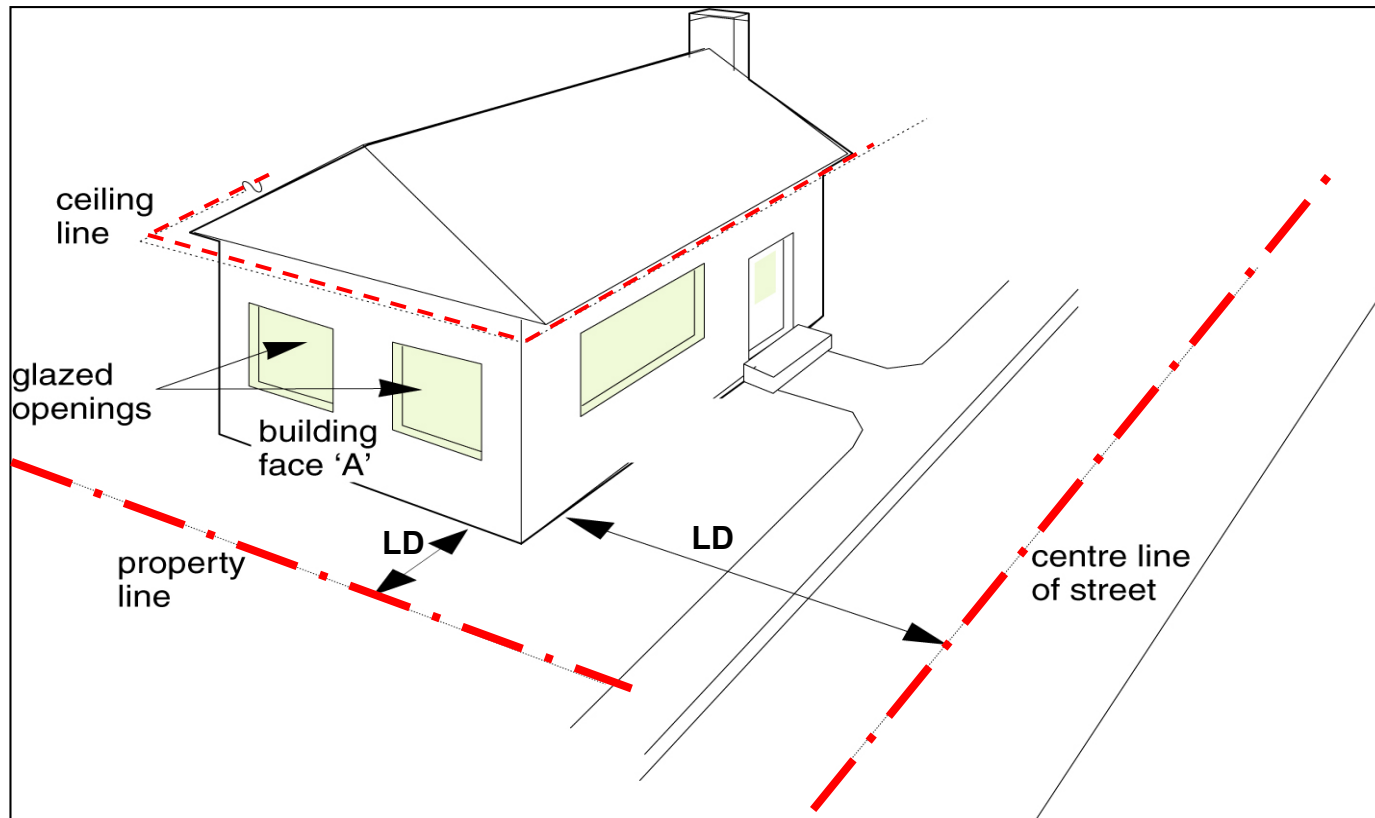 ceiling
line
glazed
openings
building
face ‘A’
LD
LD
property
line
centre line
of street